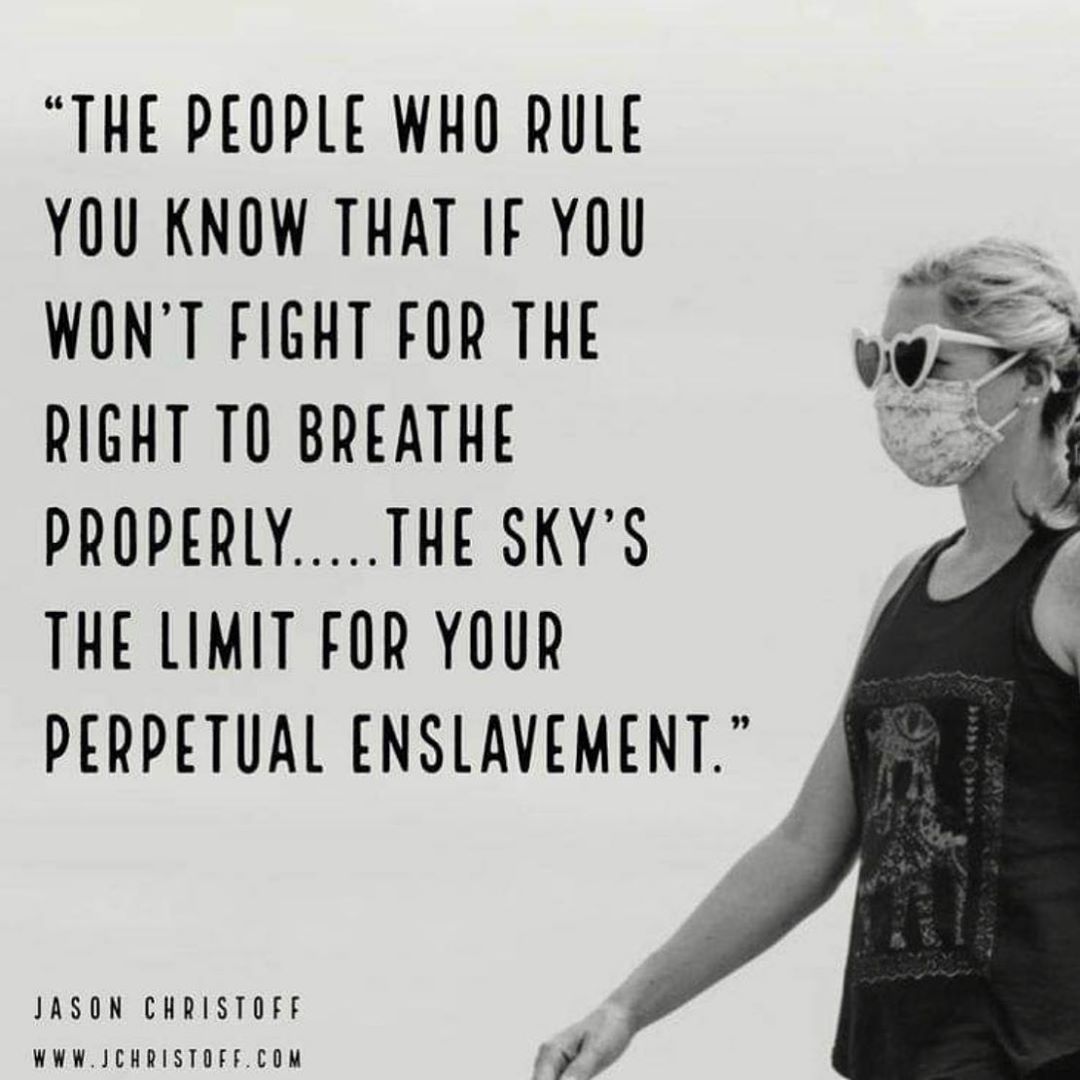 “THE PEOPLE WHO RULE
YOU KNOW THAT IF YOU
WON’T FIGHT FOR THE
RIGHT TO BREATHE
PROPERLY.....THE SKY’S
THE LIMIT FOR YOUR
PERPETUAL ENSLAVEMENT.”
JASON CHRISTOFF
WWW.JCHRISTOFF.COM